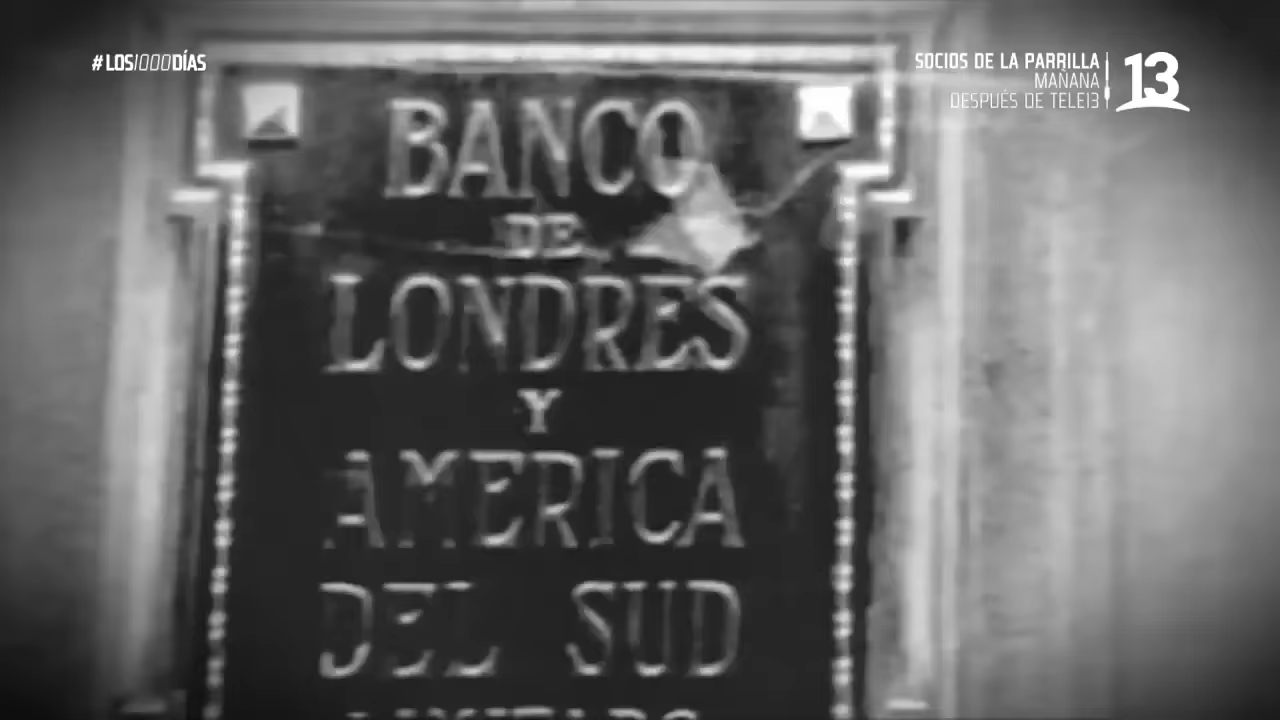 #LOS1000DÍAS
SOCIOS DE LA PARRILLA
MAÑANA
DESPUÉS DE TELE13
13
BANCO
DE
LONDRES
Y
AMERICA
DEL SUD